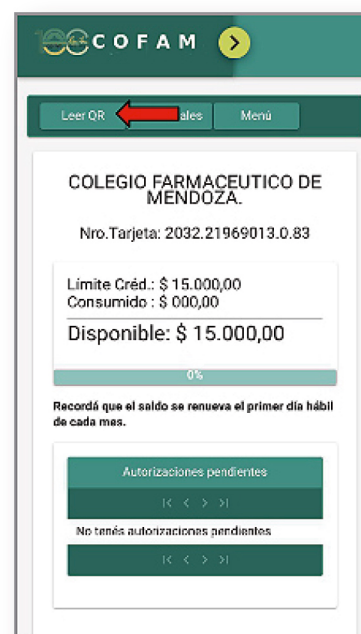 COFAM
Leer QR ales Menú
COLEGIO FARMACEUTICO DE
MENDOZA.
Nro.Tarjeta: 2032.21969013.0.83
Límite Créd.: $ 15.000,00
Consumido : $ 000,00
Disponible: $ 15.000,00
0%
Recordá que el saldo se renueva el primer día hábil
de cada mes.
Autorizaciones pendientes
No tenés autorizaciones pendientes